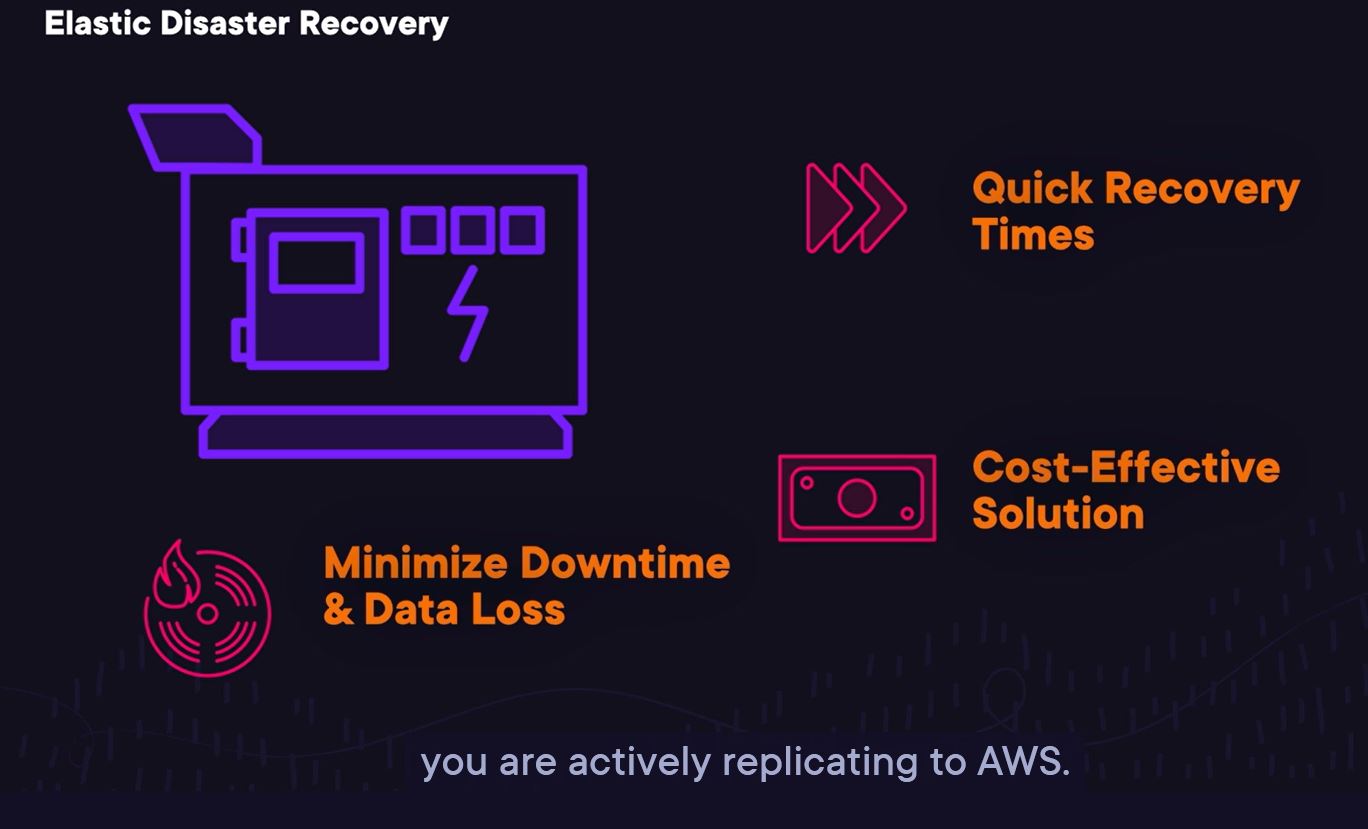 Elastic Disaster Recovery
Quick Recovery
Times
Cost-Effective
Solution
Minimize Downtime
& Data Loss
you are actively replicating to AWS.